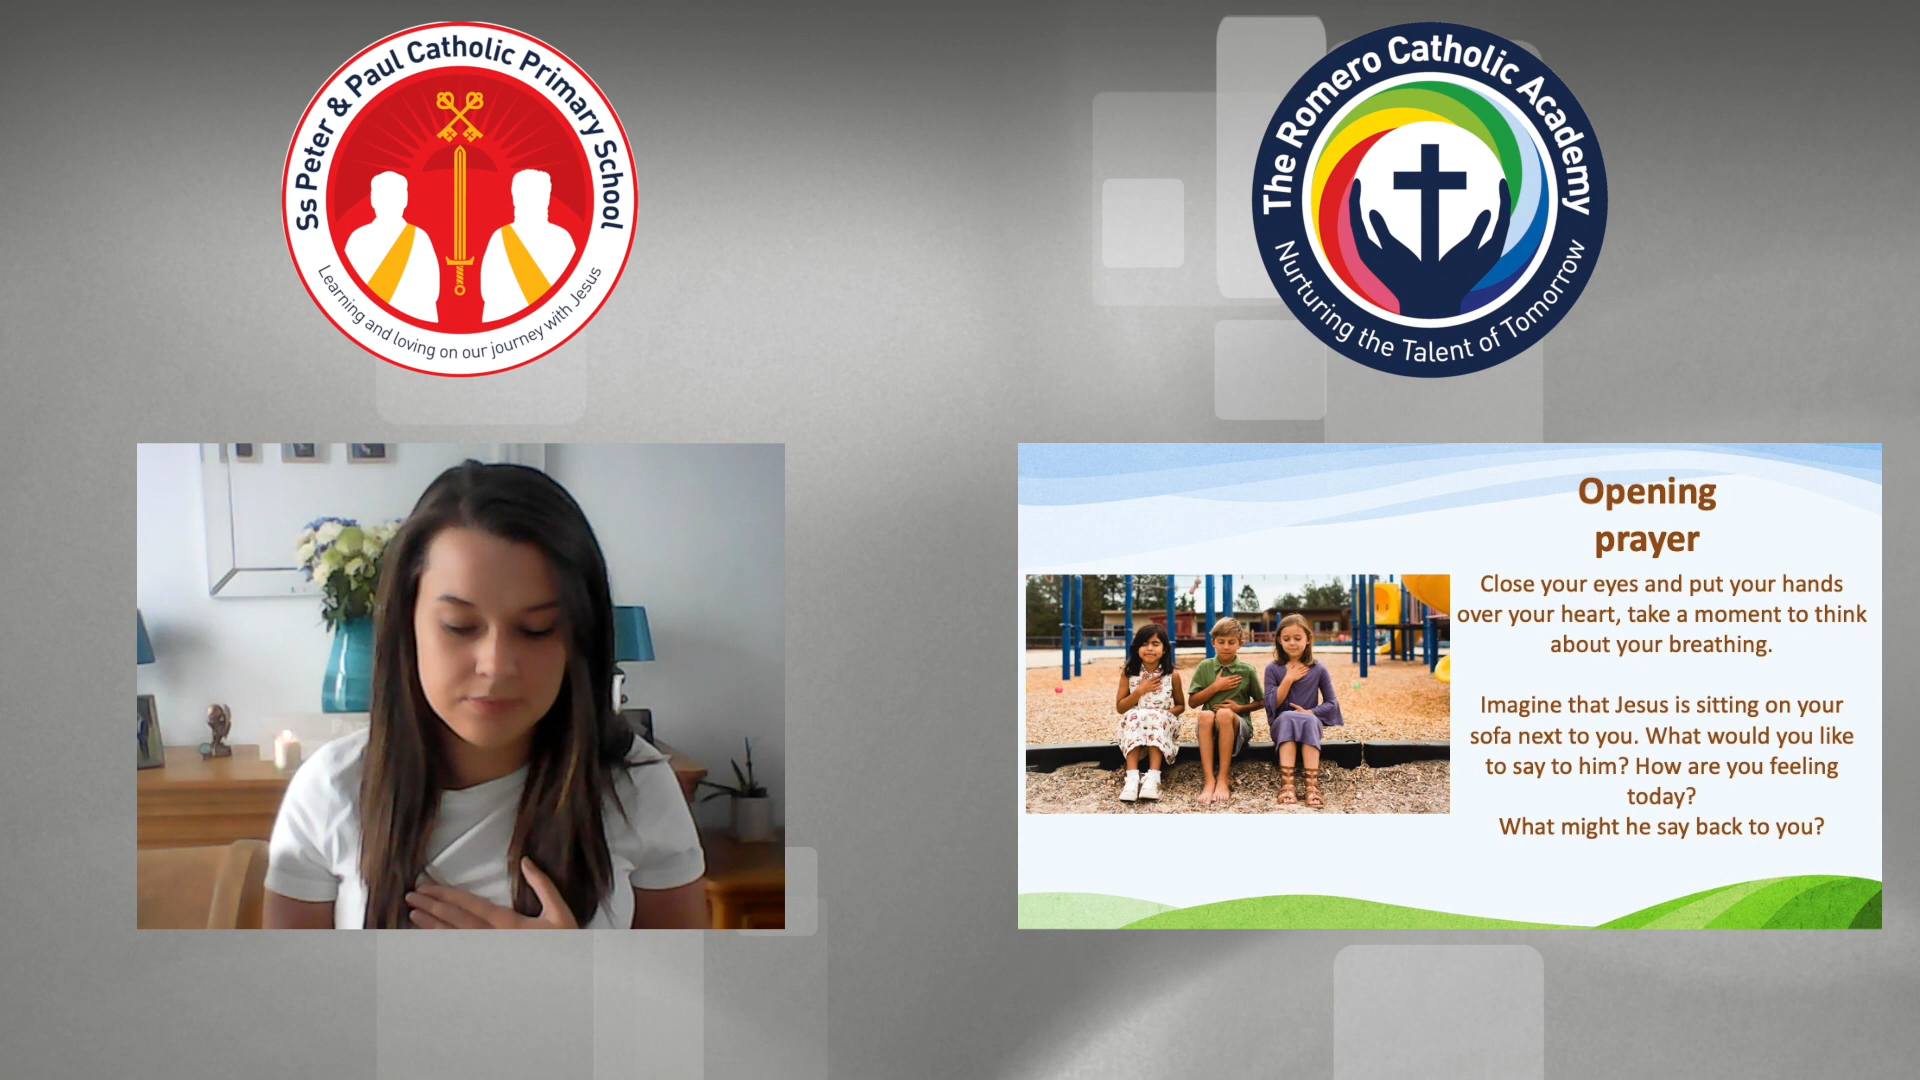 Ss Peter & Paul Catholic Primary School
Learning and loving on our journey with Jesus
The Romero Catholic Academy
Nurturing the Talent of Tomorrow
Opening
prayer
Close your eyes and put your hands
over your heart, take a moment to think
about your breathing.
Imagine that Jesus is sitting on your
sofa next to you. What would you like
to say to him? How are you feeling
today?
What might he say back to you?